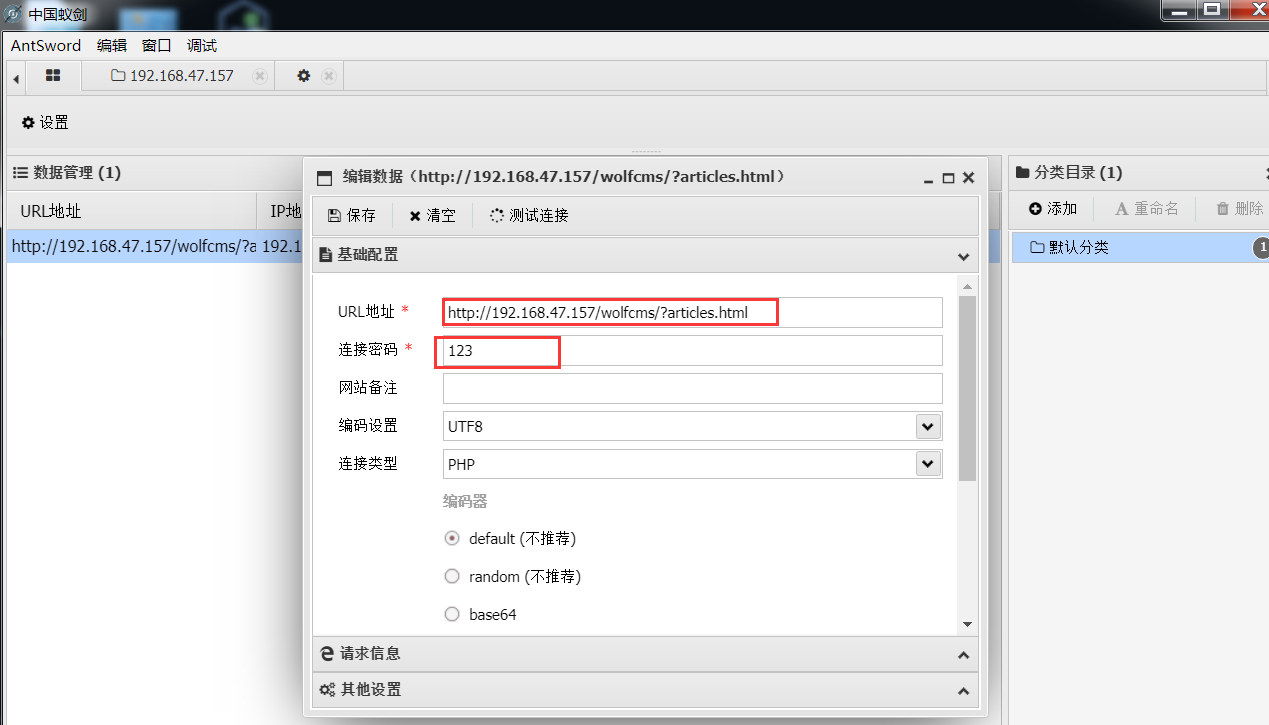 中国蚁剑
AntSword 编辑 窗口 调试
192.168.47.157
设置
数据管理 (1)
URL地址 IP地
http://192.168.47.157/wolfcms/?a 192.1
编辑数据（http://192.168.47.157/wolfcms/?articles.html）
保存 清空 测试连接
基础配置
URL地址 * http://192.168.47.157/wolfcms/?articles.html
连接密码 * 123
网站备注
编码设置 UTF8
连接类型 PHP
编码器
default (不推荐)
random (不推荐)
base64
请求信息
其他设置
分类目录 (1)
添加 重命名 删除
默认分类 1